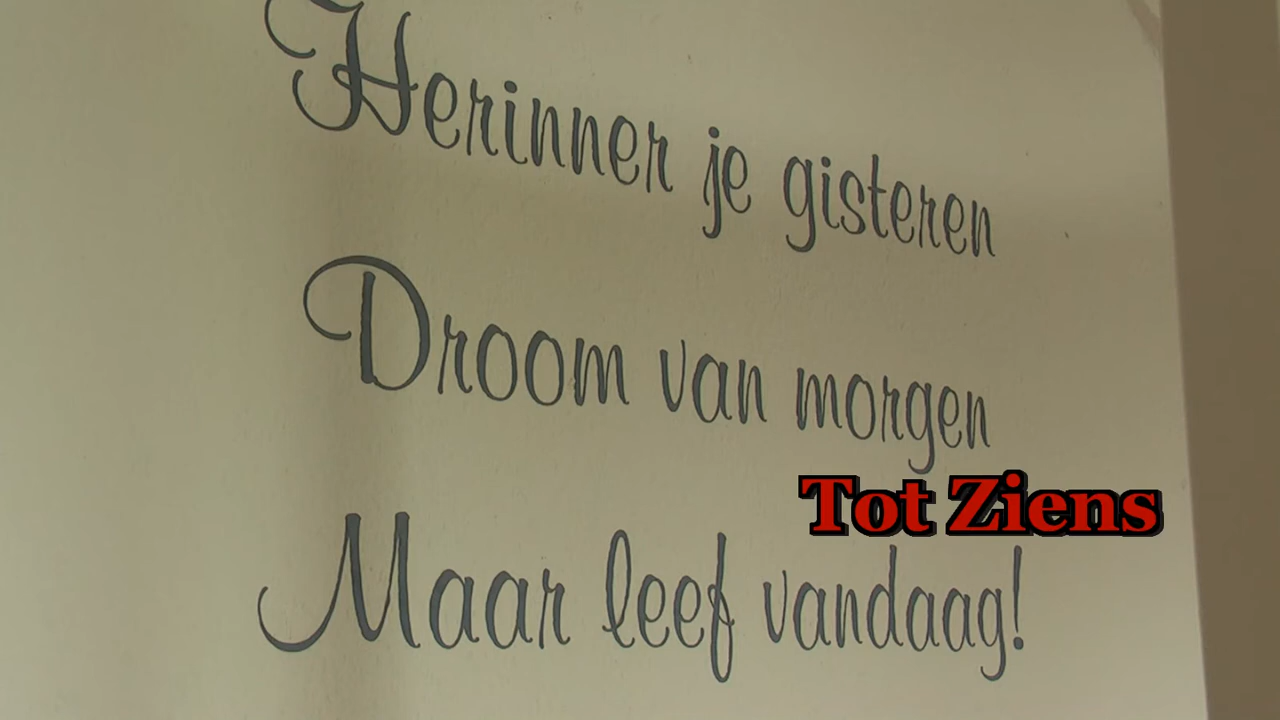 Herinner je gisteren
Droom van morgen
Tot Ziens
Maar leef vandaag!